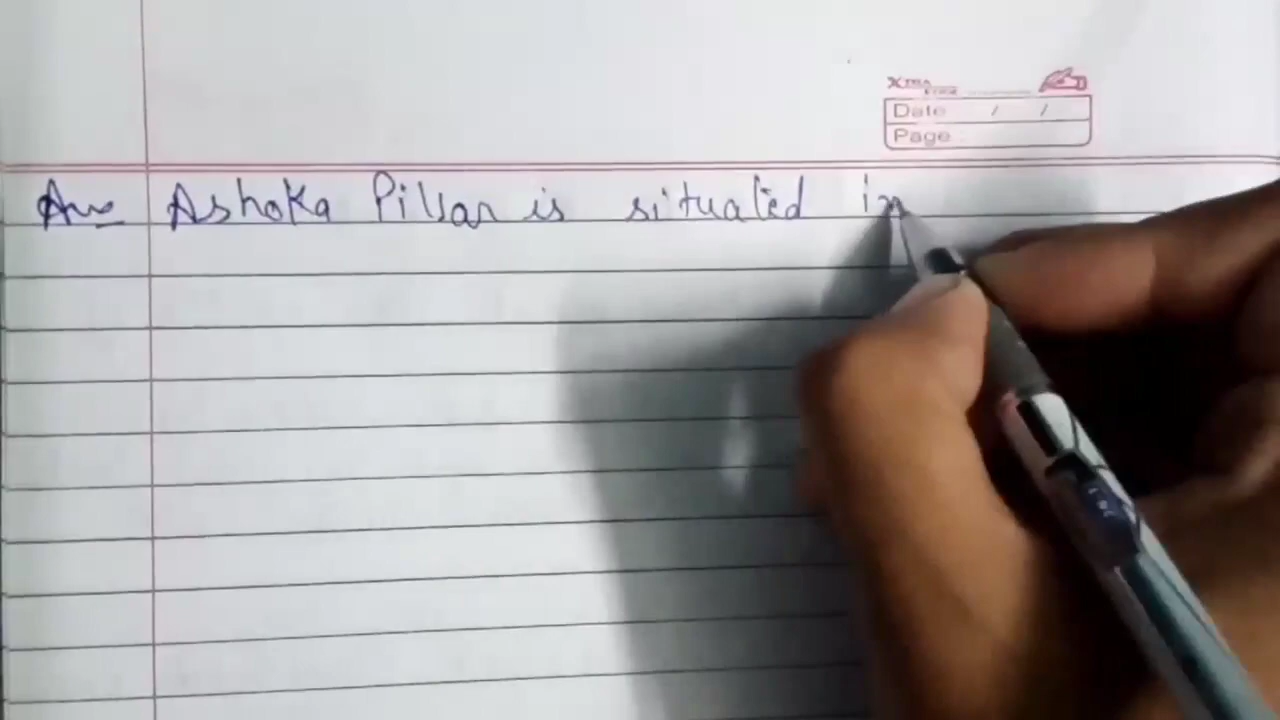 Xtra
Date / /
Page
Ans Ashoka Pillar is situated in